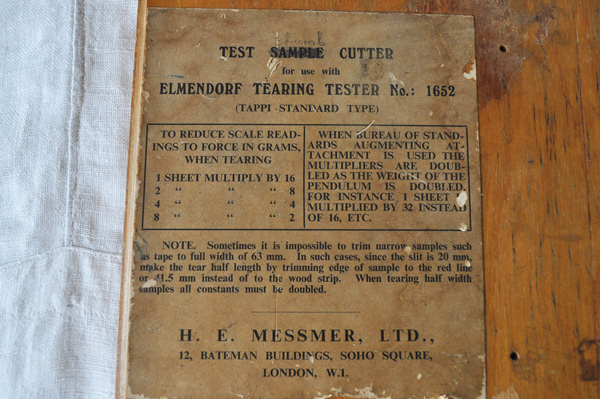 thumb
TEST SAMPLE CUTTER
for use with
ELMENDORF TEARING TESTER No.: 1652
(TAPPI STANDARD TYPE)
TO REDUCE SCALE READ-
INGS TO FORCE IN GRAMS,
WHEN TEARING
1 SHEET MULTIPLY BY 16
2 “ “ “ 8
4 “ “ “ 4
8 “ “ “ 2
WHEN BUREAU OF STAND-
ARDS AUGMENTING AT-
TACHMENT IS USED THE
MULTIPLIERS ARE DOUB-
LED AS THE WEIGHT OF THE
PENDULUM IS DOUBLED.
FOR INSTANCE 1 SHEET
MULTIPLIED BY 32 INSTEAD
OF 16, ETC.
NOTE. Sometimes it is impossible to trim narrow samples such
as tape to full width of 63 mm. In such cases, since the slit is 20 mm.
make the tear half length by trimming edge of sample to the red line
or 41.5 mm instead of to the wood strip. When tearing half width
samples all constants must be doubled.
H. E. MESSMER, LTD.,
12, BATEMAN BUILDINGS, SOHO SQUARE,
LONDON, W.1.